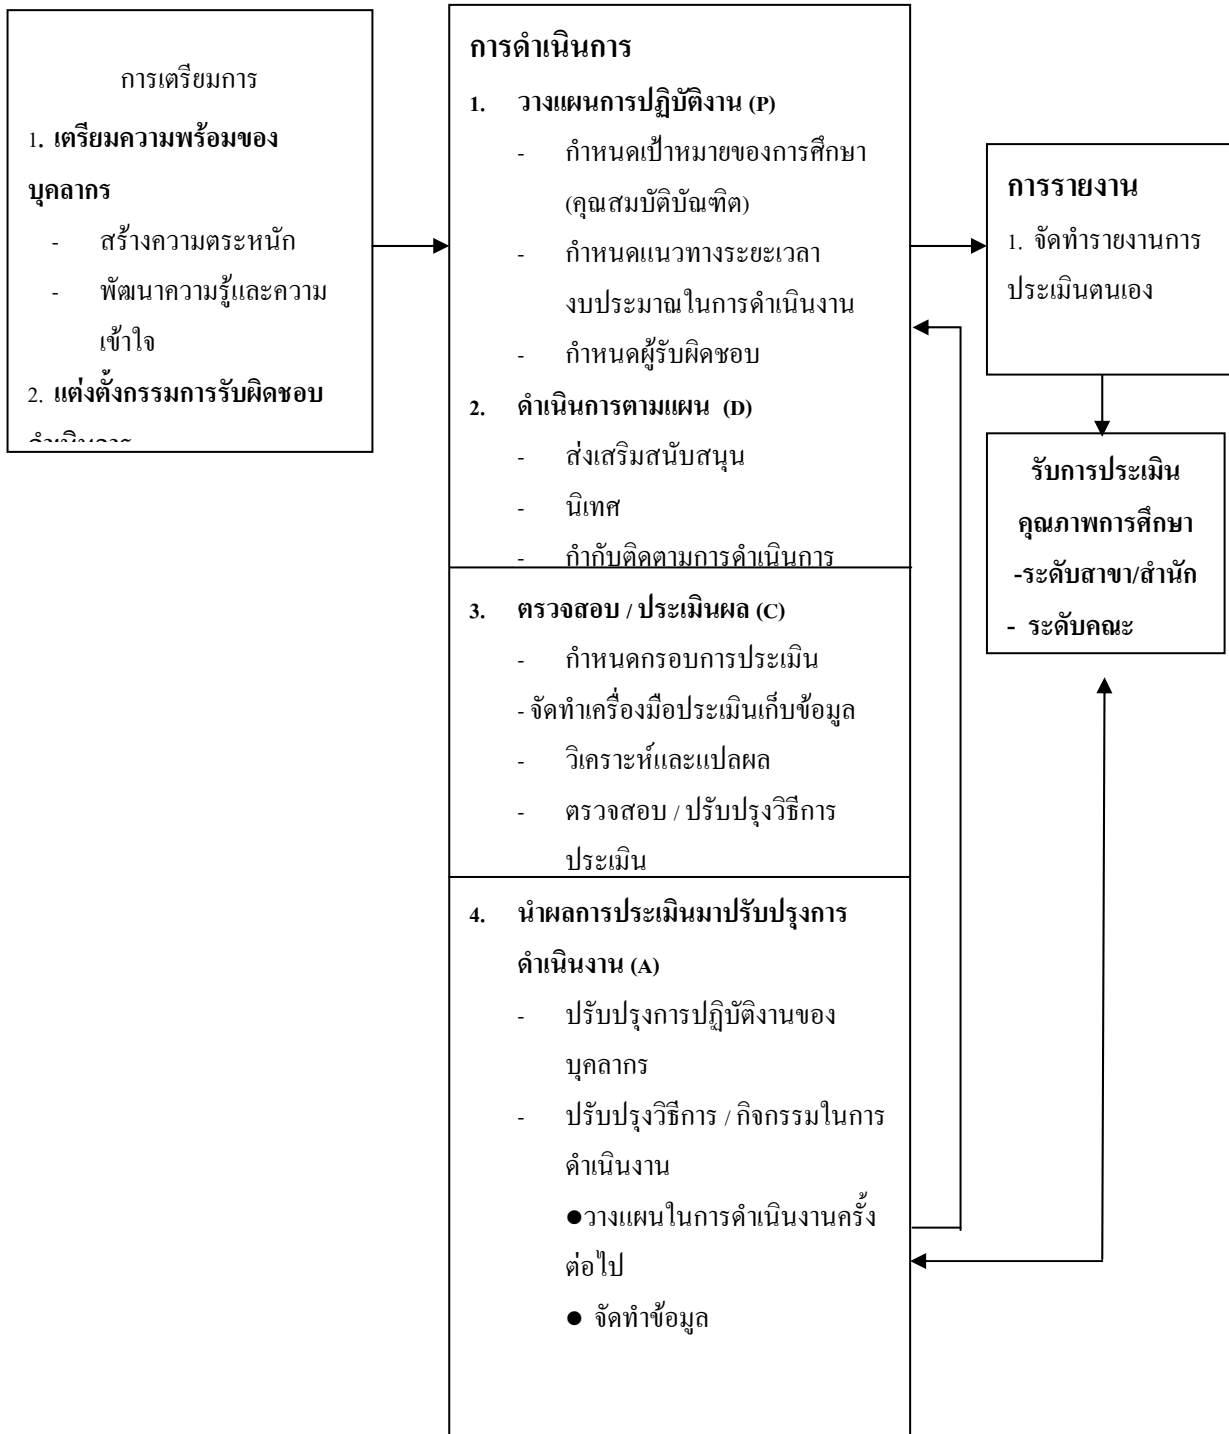 การเตรียมการ
1. เตรียมความพร้อมของ
บุคลากร
- สร้างความตระหนัก
- พัฒนาความรู้และความ
เข้าใจ
2. แต่งตั้งกรรมการรับผิดชอบ
การดำเนินการ
1. วางแผนการปฏิบัติงาน (P)
- กำหนดเป้าหมายของการศึกษา
(คุณสมบัติบัณฑิต)
- กำหนดแนวทางระยะเวลา
งบประมาณในการดำเนินงาน
- กำหนดผู้รับผิดชอบ
2. ดำเนินการตามแผน (D)
- ส่งเสริมสนับสนุน
- นิเทศ
- กำกับติดตามการดำเนินการ
3. ตรวจสอบ / ประเมินผล (C)
- กำหนดกรอบการประเมิน
- จัดทำเครื่องมือประเมินเก็บข้อมูล
- วิเคราะห์และแปลผล
- ตรวจสอบ / ปรับปรุงวิธีการ
ประเมิน
4. นำผลการประเมินมาปรับปรุงการ
ดำเนินงาน (A)
- ปรับปรุงการปฏิบัติงานของ
บุคลากร
- ปรับปรุงวิธีการ / กิจกรรมในการ
ดำเนินงาน
●วางแผนในการดำเนินงานครั้ง
ต่อไป
● จัดทำข้อมูล
การรายงาน
1. จัดทำรายงานการ
ประเมินตนเอง
รับการประเมิน
คุณภาพการศึกษา
-ระดับสาขา/สำนัก
- ระดับคณะ